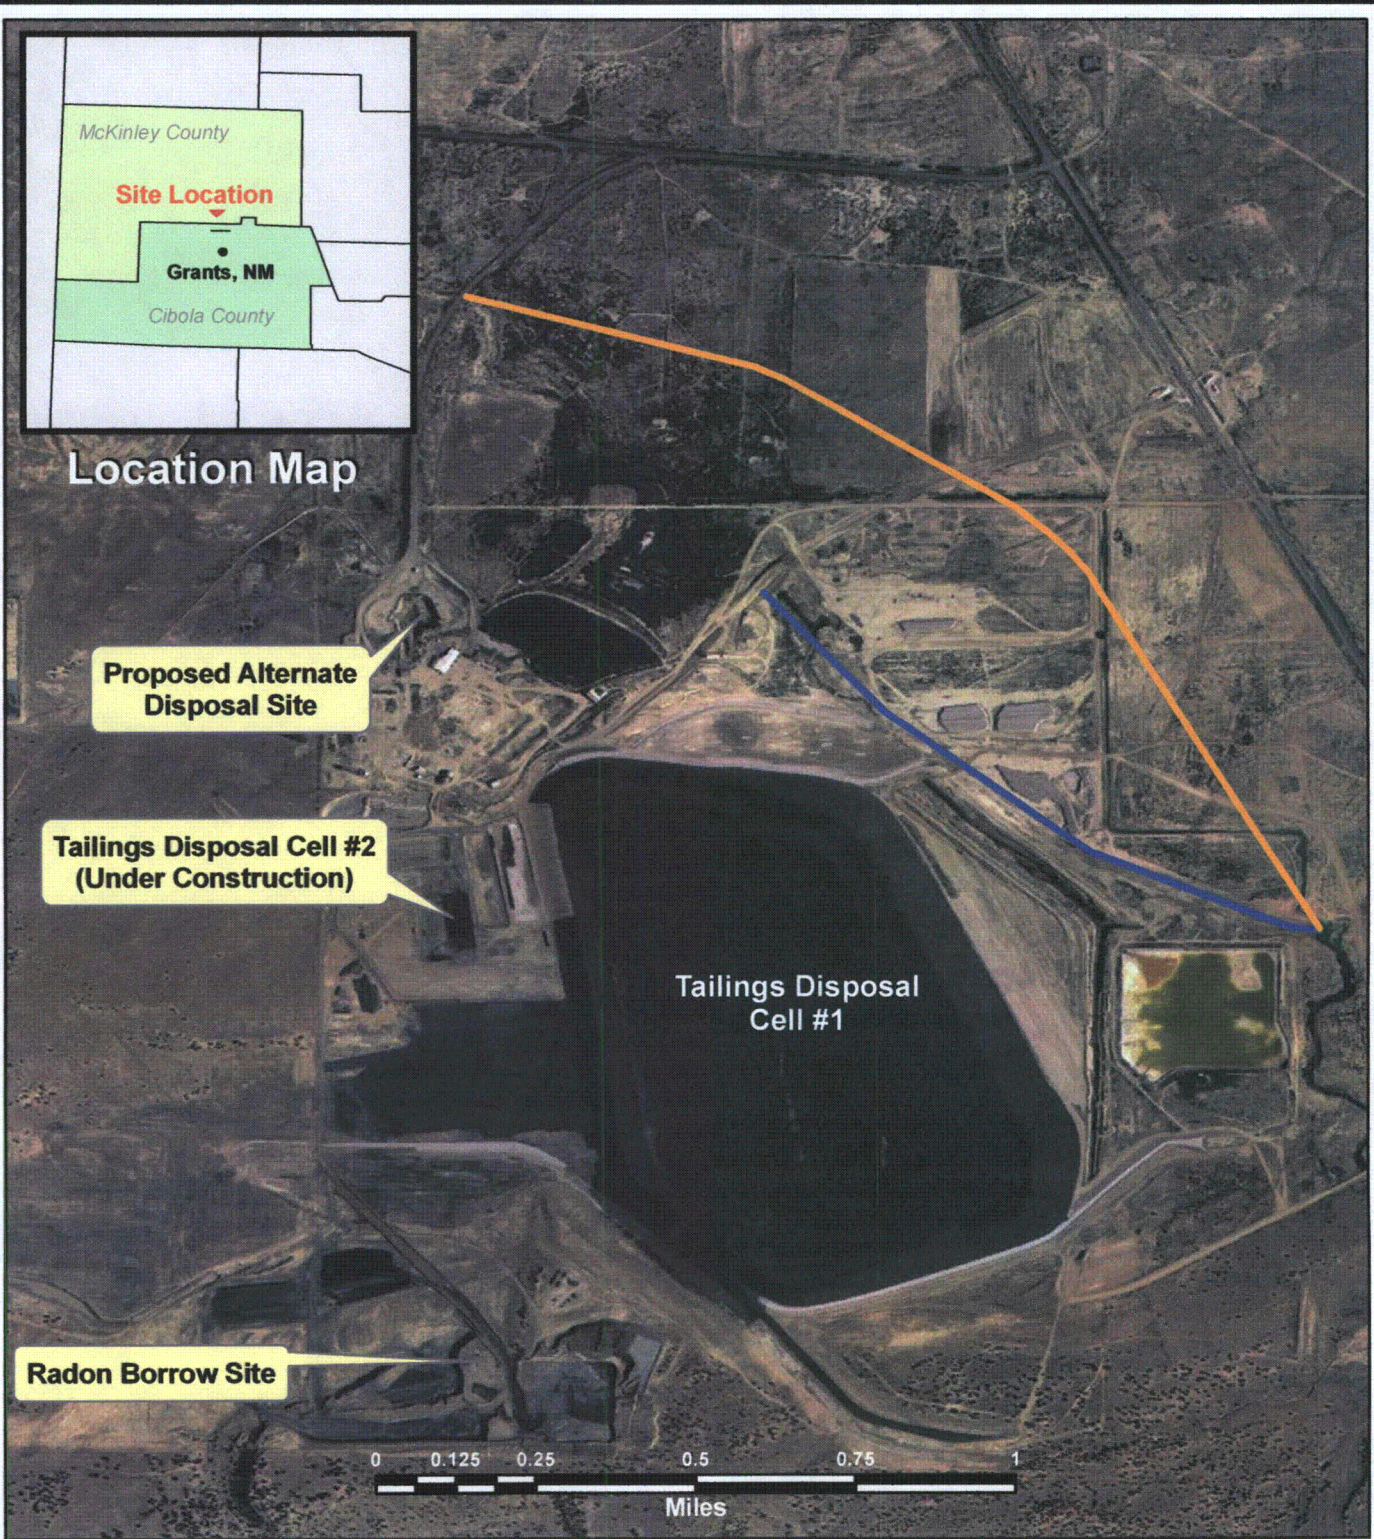 McKinley County
Site Location
Grants, NM
Cibola County
Location Map
Proposed Alternate
Disposal Site
Tailings Disposal Cell #2
(Under Construction)
Tailings Disposal
Cell #1
Radon Borrow Site
0 0.125 0.25 0.5 0.75 1
Miles